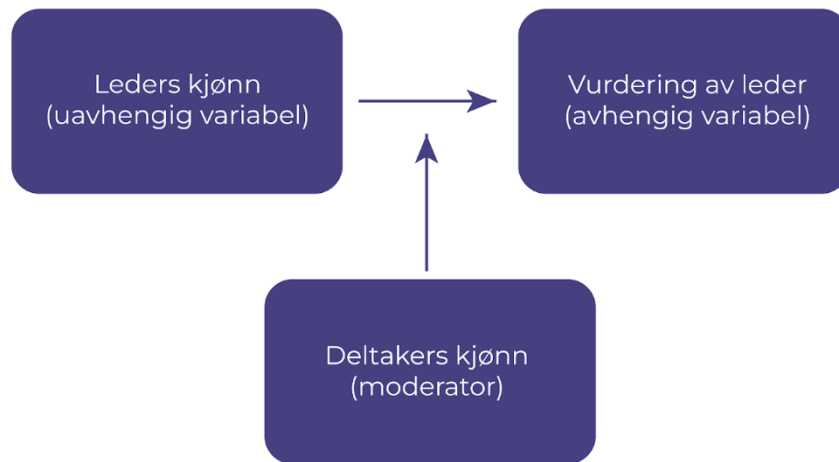 Leders kjønn
(uavhengig variabel)
Vurdering av leder
(avhengig variabel)
Deltakers kjønn
(moderator)